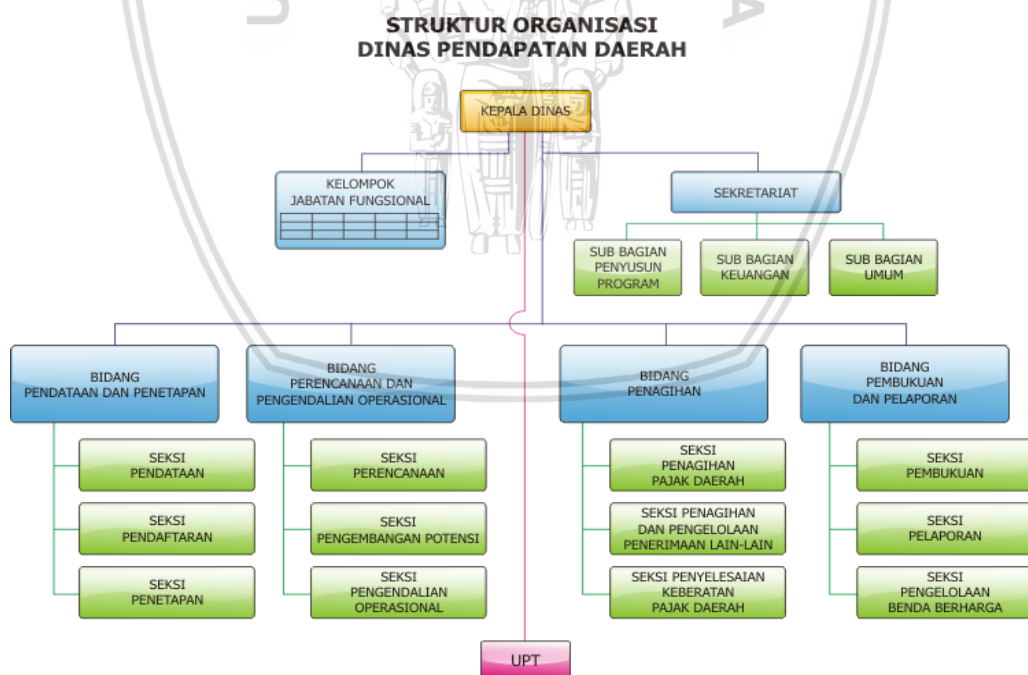 STRUKTUR ORGANISASI
DINAS PENDAPATAN DAERAH
KEPALA DINAS
KELOMPOK
JABATAN FUNGSIONAL
SEKRETARIAT
SUB BAGIAN
PENYUSUN
PROGRAM
SUB BAGIAN
KEUANGAN
SUB BAGIAN
UMUM
BIDANG
PENDATAAN DAN PENETAPAN
BIDANG
PERENCANAAN DAN
PENGENDALIAN OPERASIONAL
BIDANG
PENAGIHAN
BIDANG
PEMBUKUAN
DAN PELAPORAN
SEKSI
PENDATAAN
SEKSI
PENDAFTARAN
SEKSI
PENETAPAN
SEKSI
PERENCANAAN
SEKSI
PENGEMBANGAN POTENSI
SEKSI
PENGENDALIAN
OPERASIONAL
SEKSI
PENAGIHAN
PAJAK DAERAH
SEKSI PENAGIHAN
DAN PENGELOLAAN
PENERIMAAN LAIN-LAIN
SEKSI PENYELESAIAN
KEBERATAN
PAJAK DAERAH
SEKSI
PEMBUKUAN
SEKSI
PELAPORAN
SEKSI
PENGELOLAAN
BENDA BERHARGA
UPT